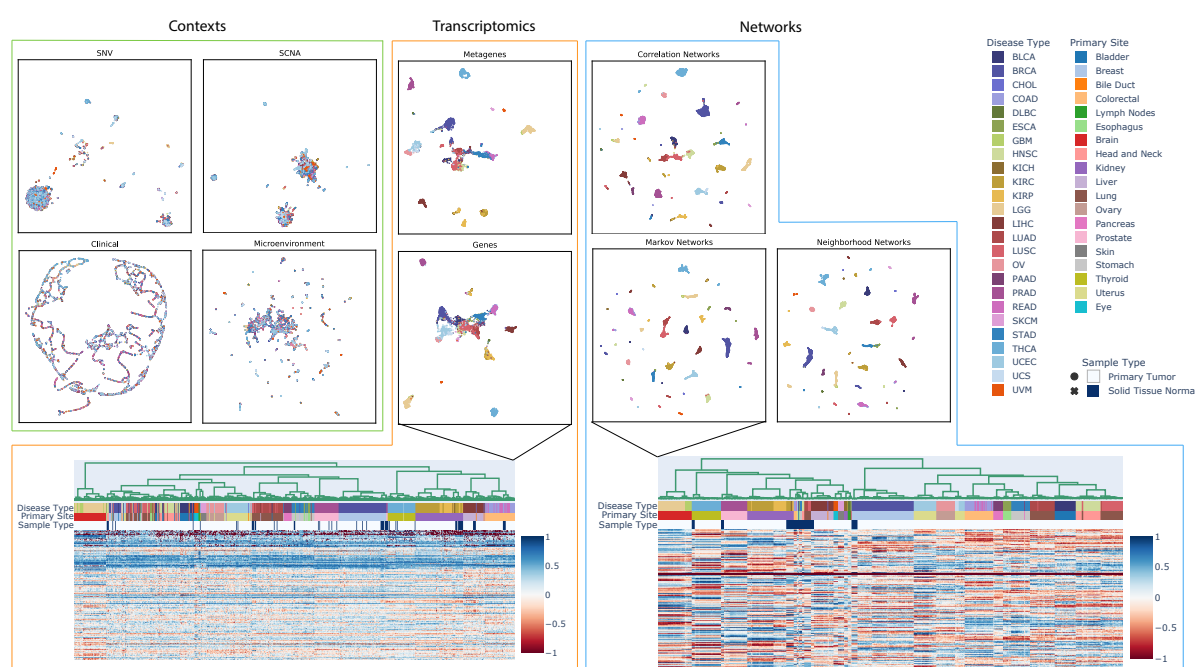 Contexts
Transcriptomics
Networks
SNV
SCNA
Metagenes
Correlation Networks
Clinical
Microenvironment
Genes
Markov Networks
Neighborhood Networks
Disease Type
BLCA
BRCA
CHOL
COAD
DLBC
ESCA
GBM
HNSC
KICH
KIRC
KIRP
LGG
LIHC
LUAD
LUSC
OV
PAAD
PRAD
READ
SKCM
STAD
THCA
UCEC
UCS
UVM
Primary Site
Bladder
Breast
Bile Duct
Colorectal
Lymph Nodes
Esophagus
Brain
Head and Neck
Kidney
Liver
Lung
Ovary
Pancreas
Prostate
Skin
Stomach
Thyroid
Uterus
Eye
Sample Type
Primary Tumor
Solid Tissue Norma
Disease Type
Primary Site
Sample Type
1
0.5
0
−0.5
−1
Disease Type
Primary Site
Sample Type
1
0.5
0
−0.5
−1